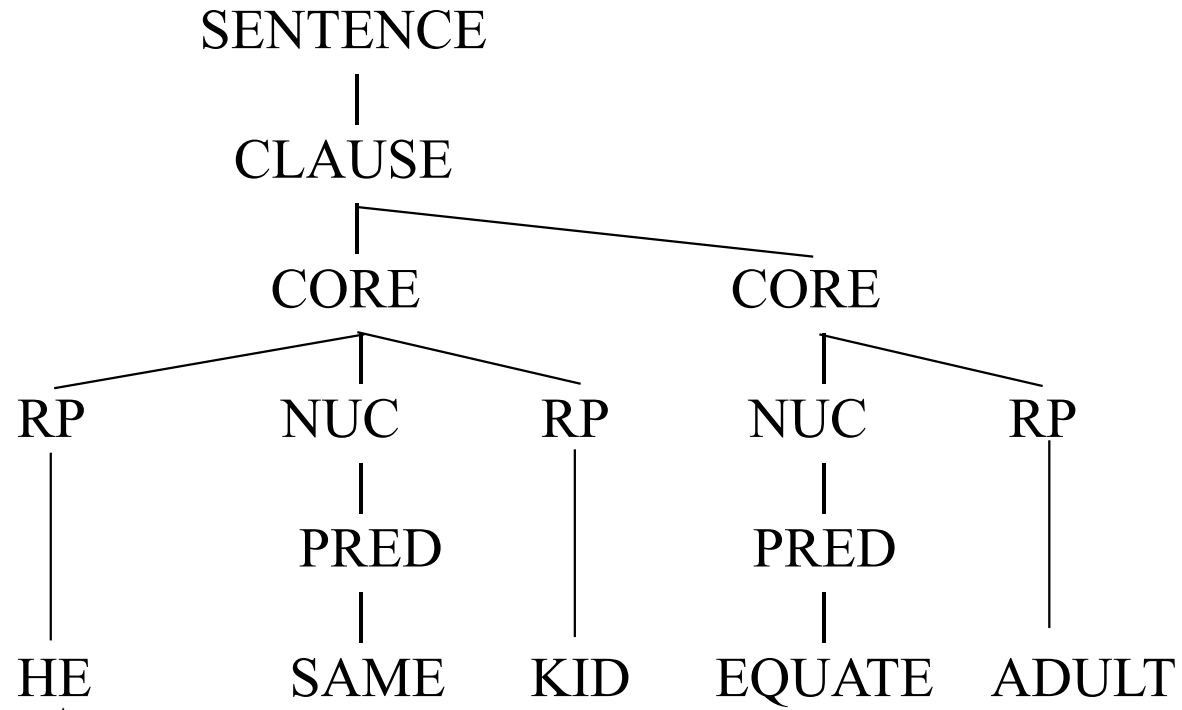 SENTENCE
CLAUSE
CORE CORE
RP NUC RP NUC RP
PRED PRED
HE SAME KID EQUATE ADULT